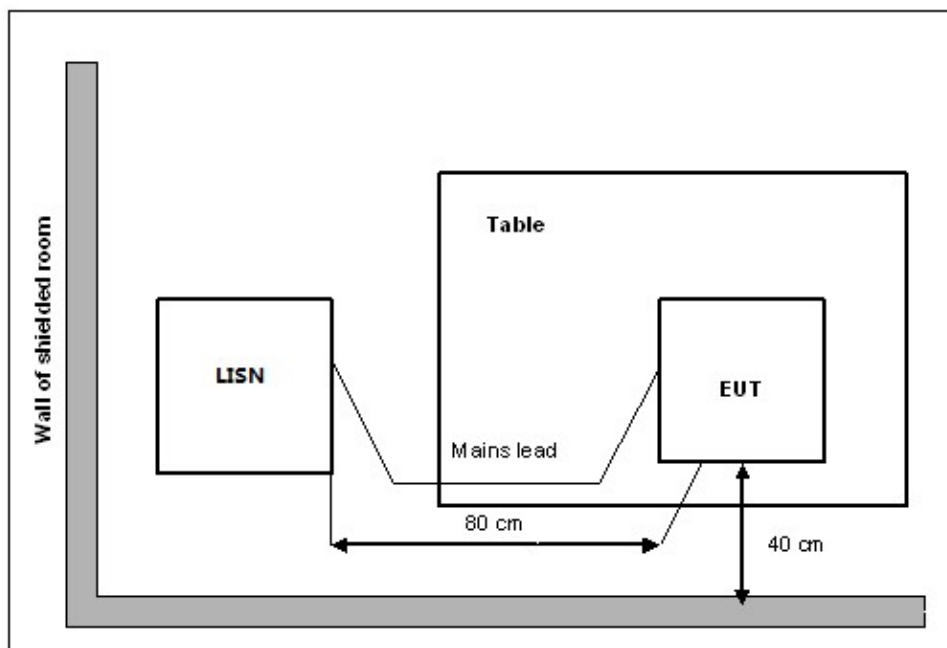 Wall of shielded room
Table
LISN
EUT
Mains lead
80 cm
40 cm